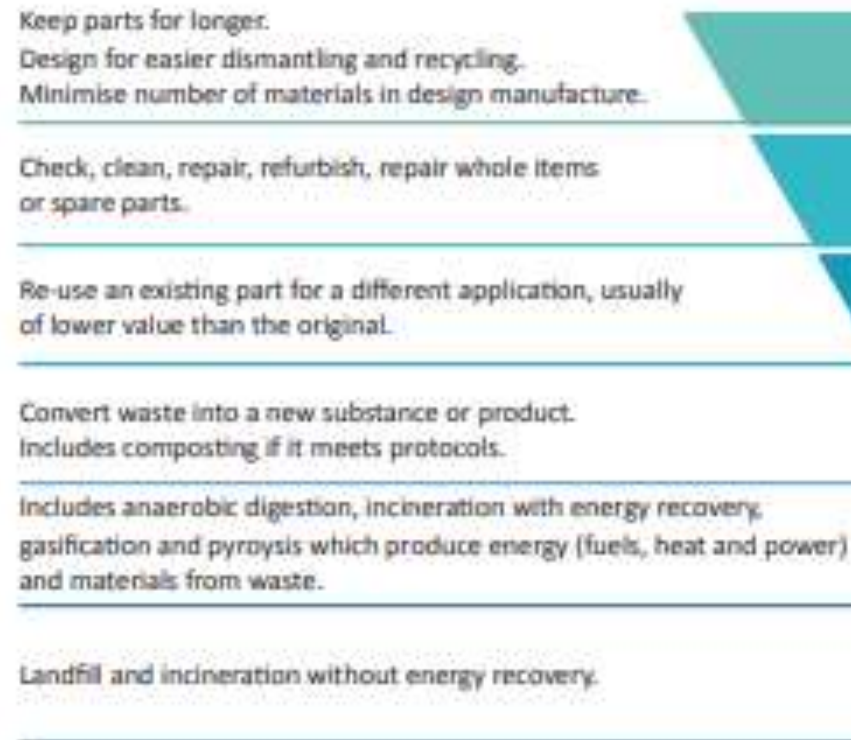 Keep parts for longer.
Design for easier dismantling and recycling.
Minimise number of materials in design manufacture.
Check, clean, repair, refurbish, repair whole items
or spare parts.
Re-use an existing part for a different application, usually
of lower value than the original.
Convert waste into a new substance or product.
Includes composting if it meets protocols.
Includes anaerobic digestion, incineration with energy recovery,
gasification and pyroysis which produce energy (fuels, heat and power)
and materials from waste.
Landfill and incineration without energy recovery.